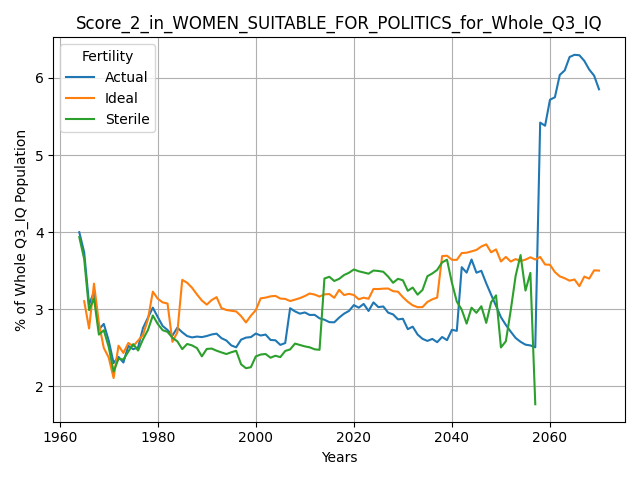 Score_2_in_WOMEN_SUITABLE_FOR_POLITICS_for_Whole_Q3_IQ
Fertility
Actual
Ideal
Sterile
% of Whole Q3_IQ Population
6
5
4
3
2
1960 1980 2000 2020 2040 2060
Years